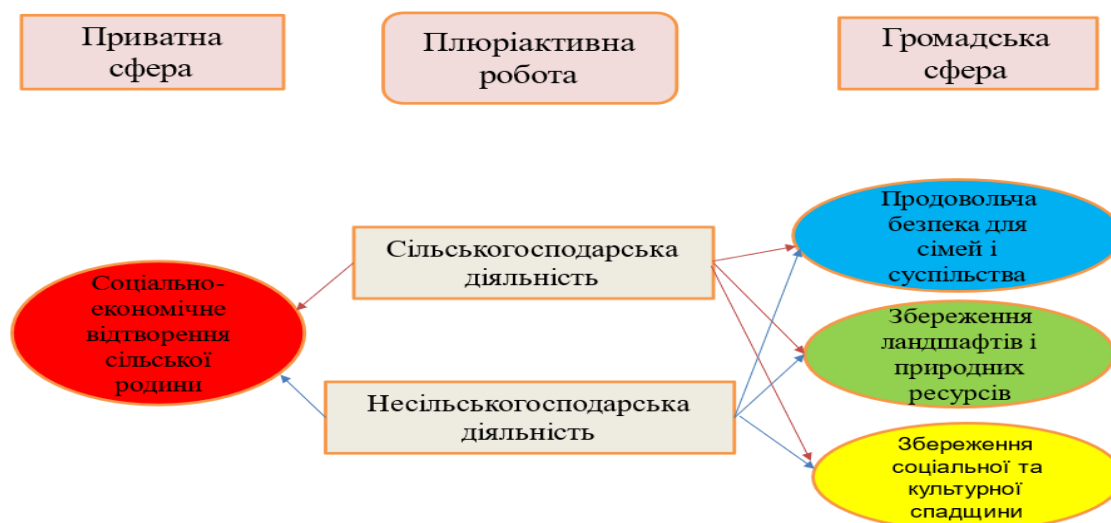 Приватна
сфера
Плюріактивна
робота
Громадська
сфера
Продовольча
безпека для
сімей і
суспільства
Сільськогосподарська
діяльність
Соціально-
економічне
відтворення
сільської
родини
Збереження
ландшафтів і
природних
ресурсів
Несільськогосподарська
діяльність
Збереження
соціальної та
культурної
спадщини